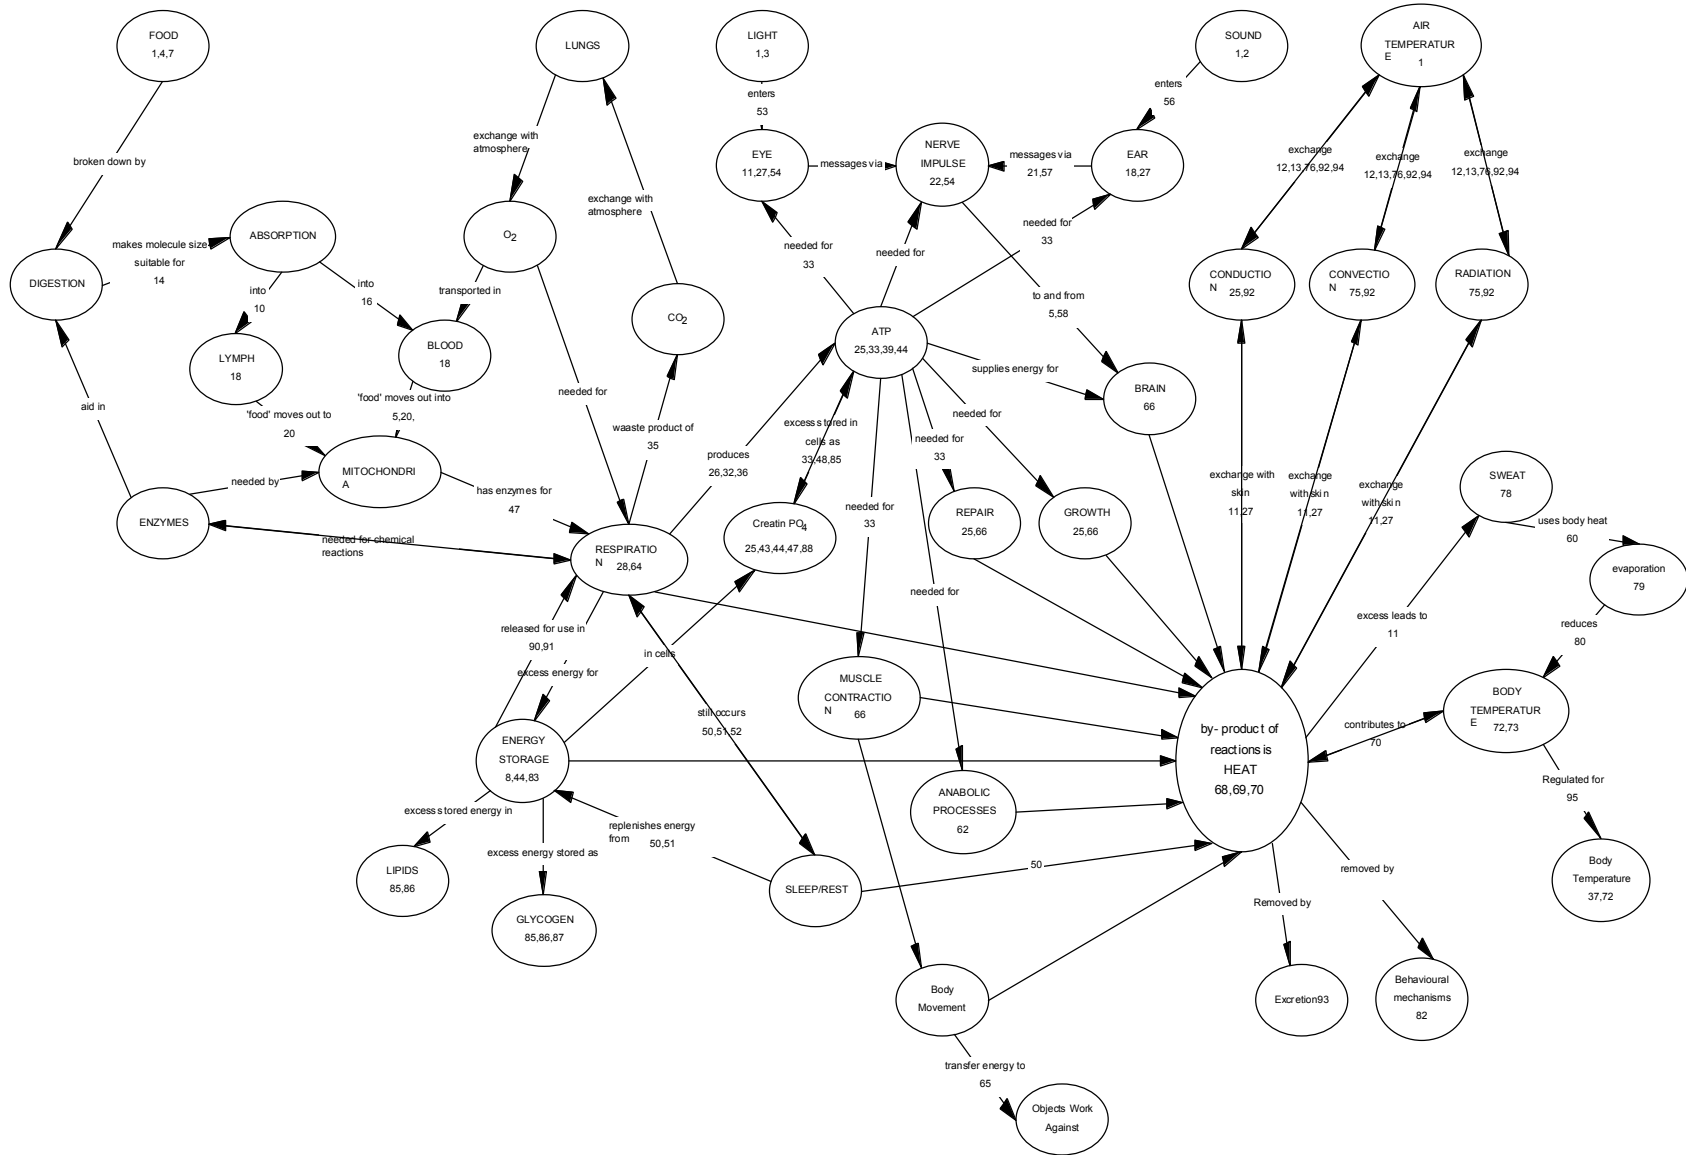 FOOD
1,4,7
LUNGS
LIGHT
1,3
SOUND
1,2
AIR
TEMPERATUR
E
1
enters
53
enters
56
broken down by
exchange with
atmosphere
exchange with
atmosphere
EYE
11,27,54
messages via
NERVE
IMPULSE
22,54
messages via
21,57
EAR
18,27
exchange
12,13,76,92,94
exchange
12,13,76,92,94
exchange
12,13,76,92,94
ABSORPTION
O2
makes molecule size
suitable for
14
needed for
33
needed for
needed for
33
DIGESTION
into
10
into
16
transported in
CO2
to and from
5,58
CONDUCTIO
N 25,92
CONVECTIO
N 75,92
RADIATION
75,92
LYMPH
18
BLOOD
18
ATP
25,33,39,44
supplies energy for
BRAIN
66
aid in
'food' moves out to
20
'food' moves out into
5,20,
needed for
waaste product of
35
excess stored in
cells as
33,48,85
needed for
needed for
33
produces
26,32,36
MITOCHONDRI
A
needed by
has enzymes for
47
ENZYMES
needed for chemical
reactions
RESPIRATIO
N 28,64
Creatin PO4
25,43,44,47,88
needed for
33
REPAIR
25,66
GROWTH
25,66
exchange with
skin
11,27
exchange
with skin
11,27
exchange
with skin
11,27
SWEAT
78
uses body heat
60
evaporation
79
needed for
excess leads to
11
reduces
80
released for use in
90,91
excess energy for
in cells
MUSCLE
CONTRACTIO
N 66
still occurs
50,51,52
BODY
TEMPERATUR
E 72,73
contributes to
70
by- product of
reactions is
HEAT
68,69,70
ENERGY
STORAGE
8,44,83
Regulated for
95
ANABOLIC
PROCESSES
62
excess stored energy in
replenishes energy
from 50,51
excess energy stored as
50
removed by
LIPIDS
85,86
SLEEP/REST
Body
Temperature
37,72
GLYCOGEN
85,86,87
Removed by
Body
Movement
Excretion93
Behavioural
mechanisms
82
transfer energy to
65
Objects Work
Against